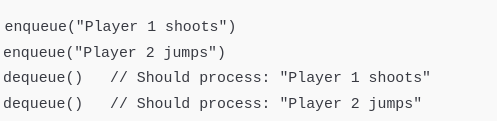 enqueue("Player 1 shoots")
enqueue("Player 2 jumps")
dequeue()   // Should process: "Player 1 shoots"
dequeue()   // Should process: "Player 2 jumps"